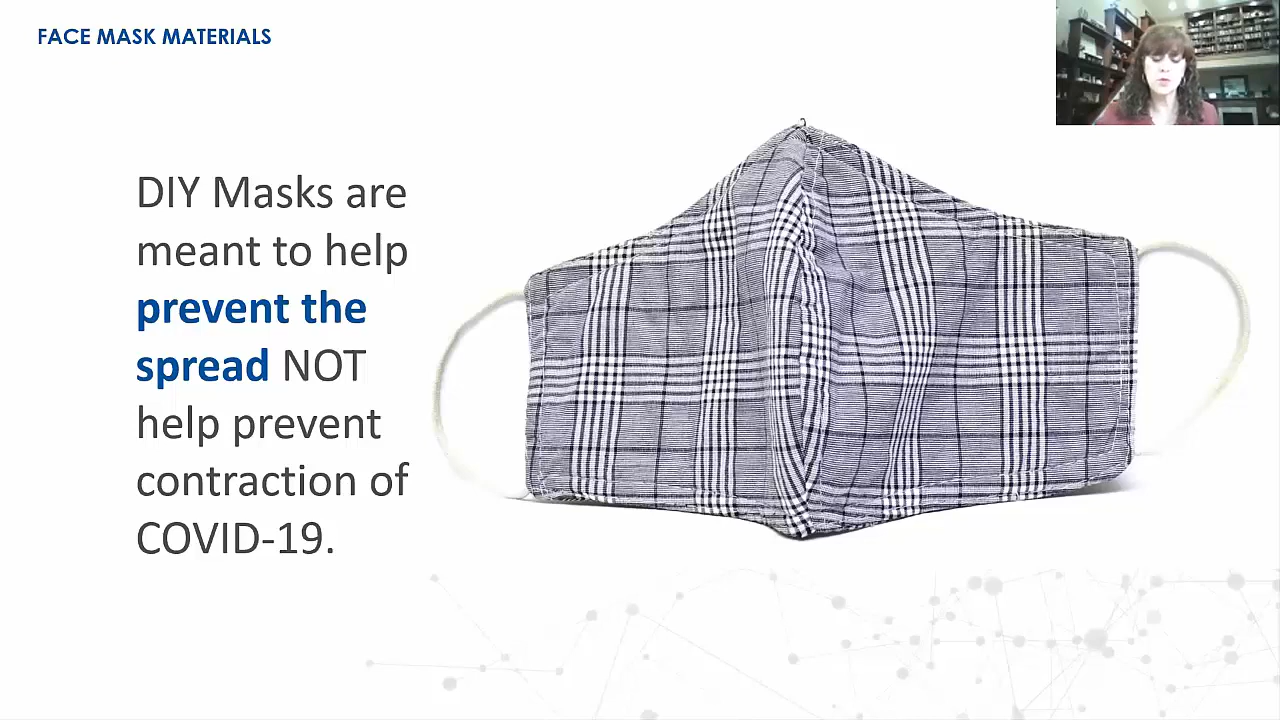 FACE MASK MATERIALS
DIY Masks are
meant to help
prevent the
spread NOT
help prevent
contraction of
COVID-19.